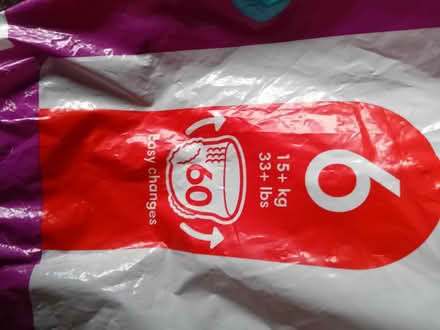 6
15+ kg
33+ lbs
60
Easy changes